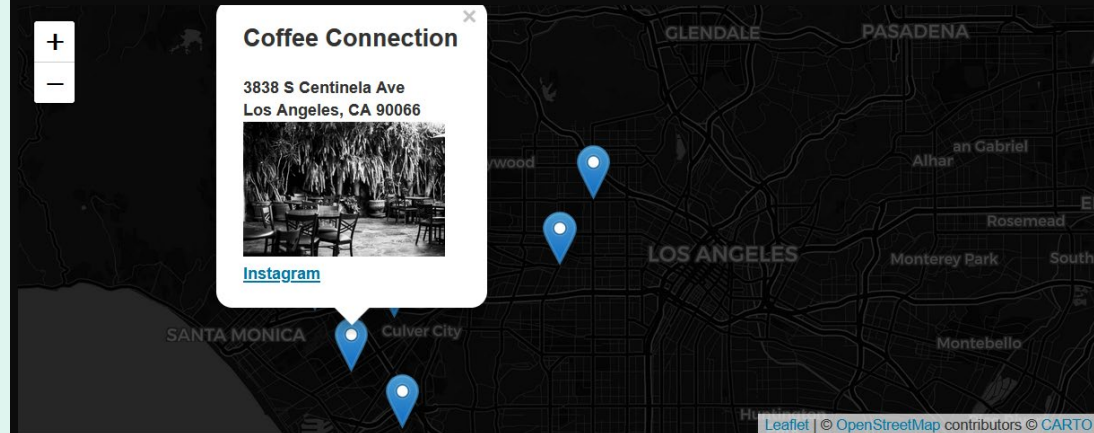 +
−
×
Coffee Connection
3838 S Centinela Ave
Los Angeles, CA 90066
Instagram
GLENDALE
PASADENA
ywood
an Gabriel
Alhar
Rosemead
LOS ANGELES
Monterey Park
South
SANTA MONICA
Culver City
Montebello
Leaflet | © OpenStreetMap contributors © CARTO